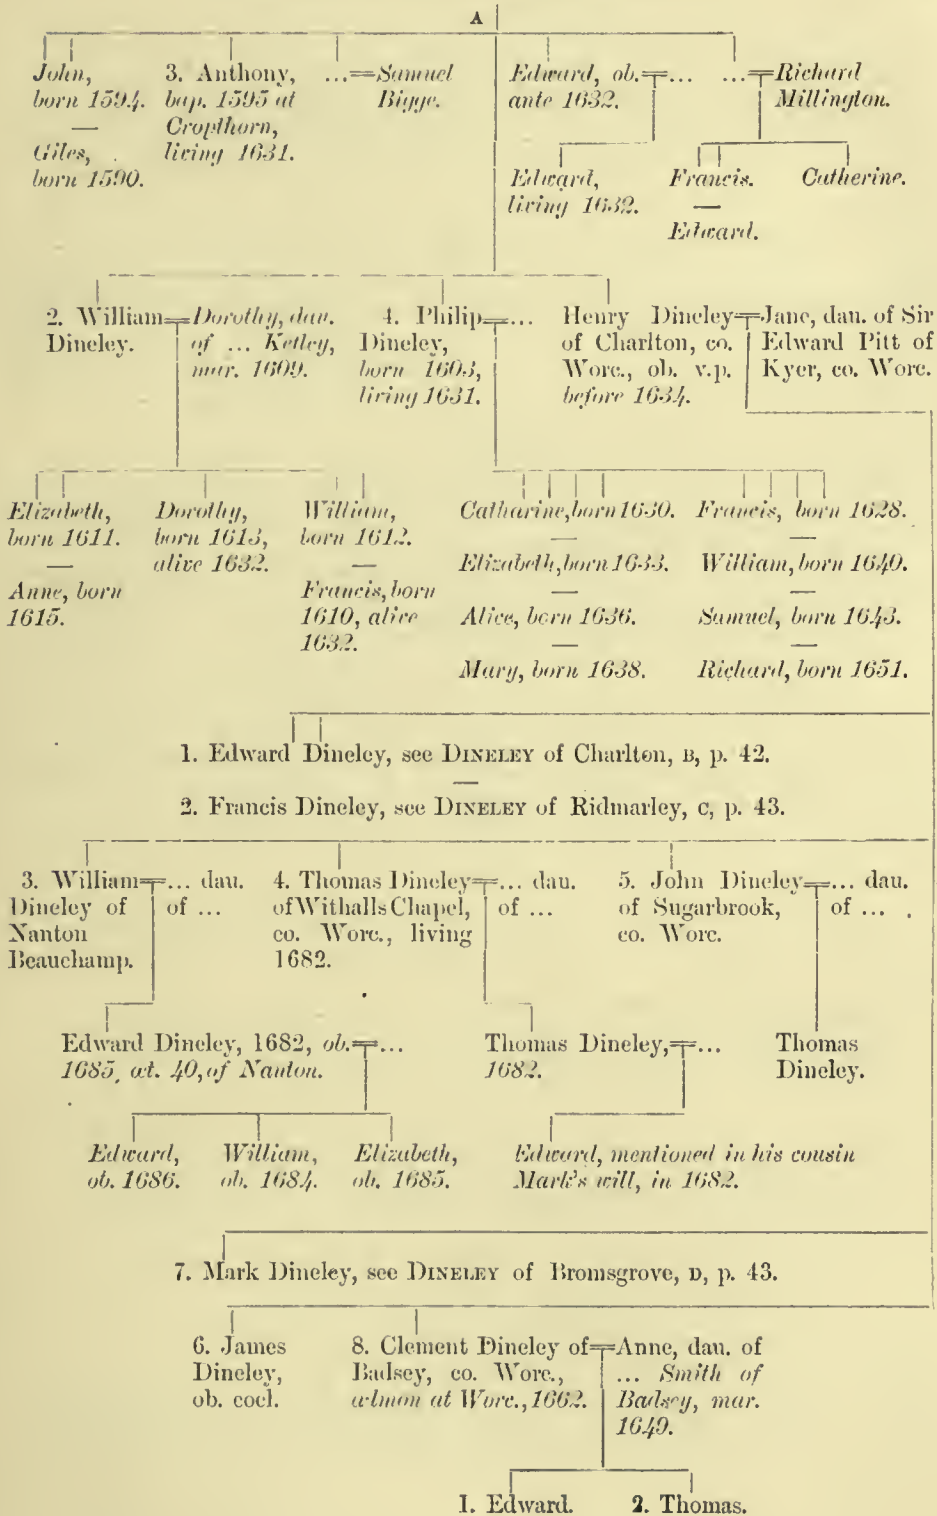 A
John, born 1594.
—
Giles, born 1590.
3. Anthony, bap. 1595 at Cropthorn, living 1631.
...=Samuel Bigge.
Edward, ob.=... ante 1632.
...=Richard Millington.
Edward, living 1632.
Francis.
—
Edward.
Catherine.
2. William Dineley.=Dorothy, dau. of ... Ketley, mar. 1609.
4. Philip Dineley, born 1603, living 1631.=...
Henry Dineley of Charlton, co. Worc., ob. v.p. before 1634.=Jane, dau. of Sir Edward Pitt of Kyer, co. Worc.
Elizabeth, born 1611.
—
Anne, born 1615.
Dorothy, born 1613, alive 1632.
William, born 1612.
—
Francis, born 1610, alive 1632.
Catharine, born 1630.
—
Elizabeth, born 1633.
—
Alice, born 1636.
—
Mary, born 1638.
Francis, born 1628.
—
William, born 1640.
—
Samuel, born 1643.
—
Richard, born 1651.
1. Edward Dineley, see DINELEY of Charlton, B, p. 42.
—
2. Francis Dineley, see DINELEY of Ridmarley, C, p. 43.
3. William Dineley of Nanton Beauchamp.=... dau. of ...
4. Thomas Dineley of Withalls Chapel, co. Worc., living 1682.=... dau. of ...
5. John Dineley of Sugarbrook, co. Worc.=... dau. of ...
Edward Dineley, 1682, ob. 1685, æt. 40, of Nanton.=...
Thomas Dineley, 1682.=...
Thomas Dineley.
Edward, ob. 1686.
William, ob. 1684.
Elizabeth, ob. 1685.
Edward, mentioned in his cousin Mark's will, in 1682.
7. Mark Dineley, see DINELEY of Bromsgrove, D, p. 43.
6. James Dineley, ob. cœl.
8. Clement Dineley of Badsey, co. Worc., admon at Worc., 1662.=Anne, dau. of ... Smith of Badsey, mar. 1649.
1. Edward.
2. Thomas.